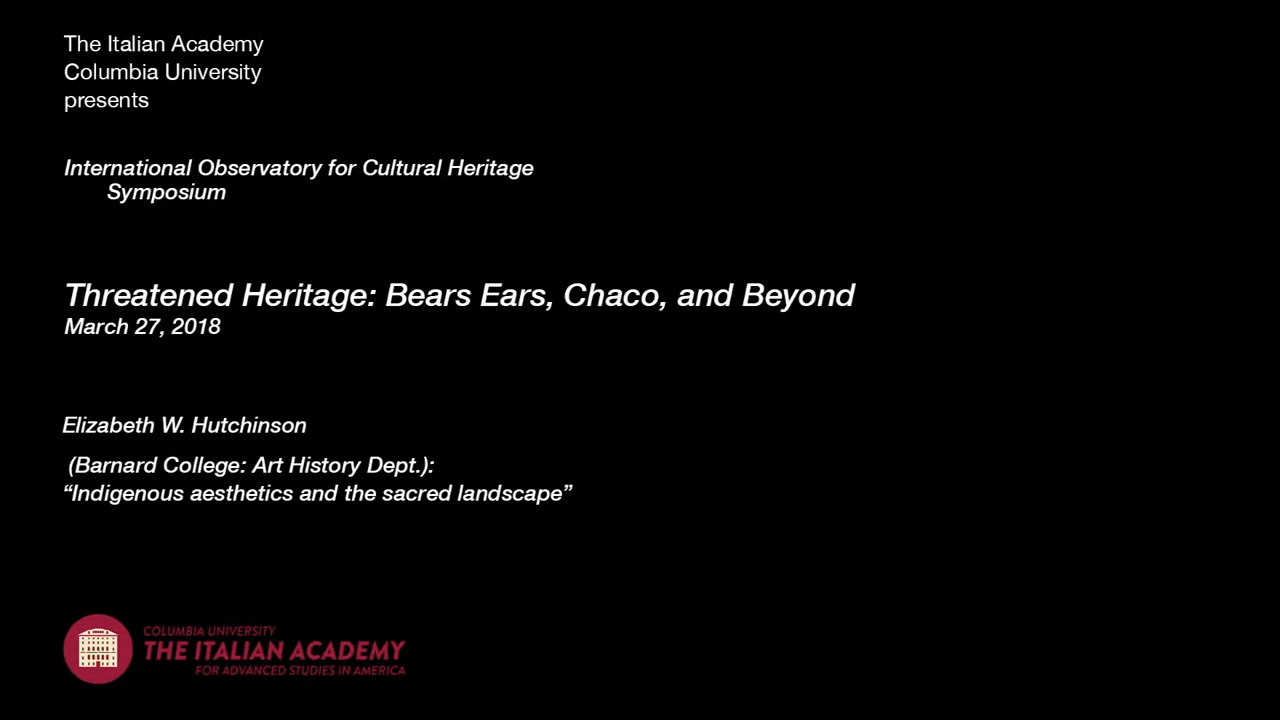 The Italian Academy
Columbia University
presents
International Observatory for Cultural Heritage
Symposium
Threatened Heritage: Bears Ears, Chaco, and Beyond
March 27, 2018
Elizabeth W. Hutchinson
(Barnard College: Art History Dept.):
“Indigenous aesthetics and the sacred landscape”
COLUMBIA UNIVERSITY
THE ITALIAN ACADEMY
FOR ADVANCED STUDIES IN AMERICA